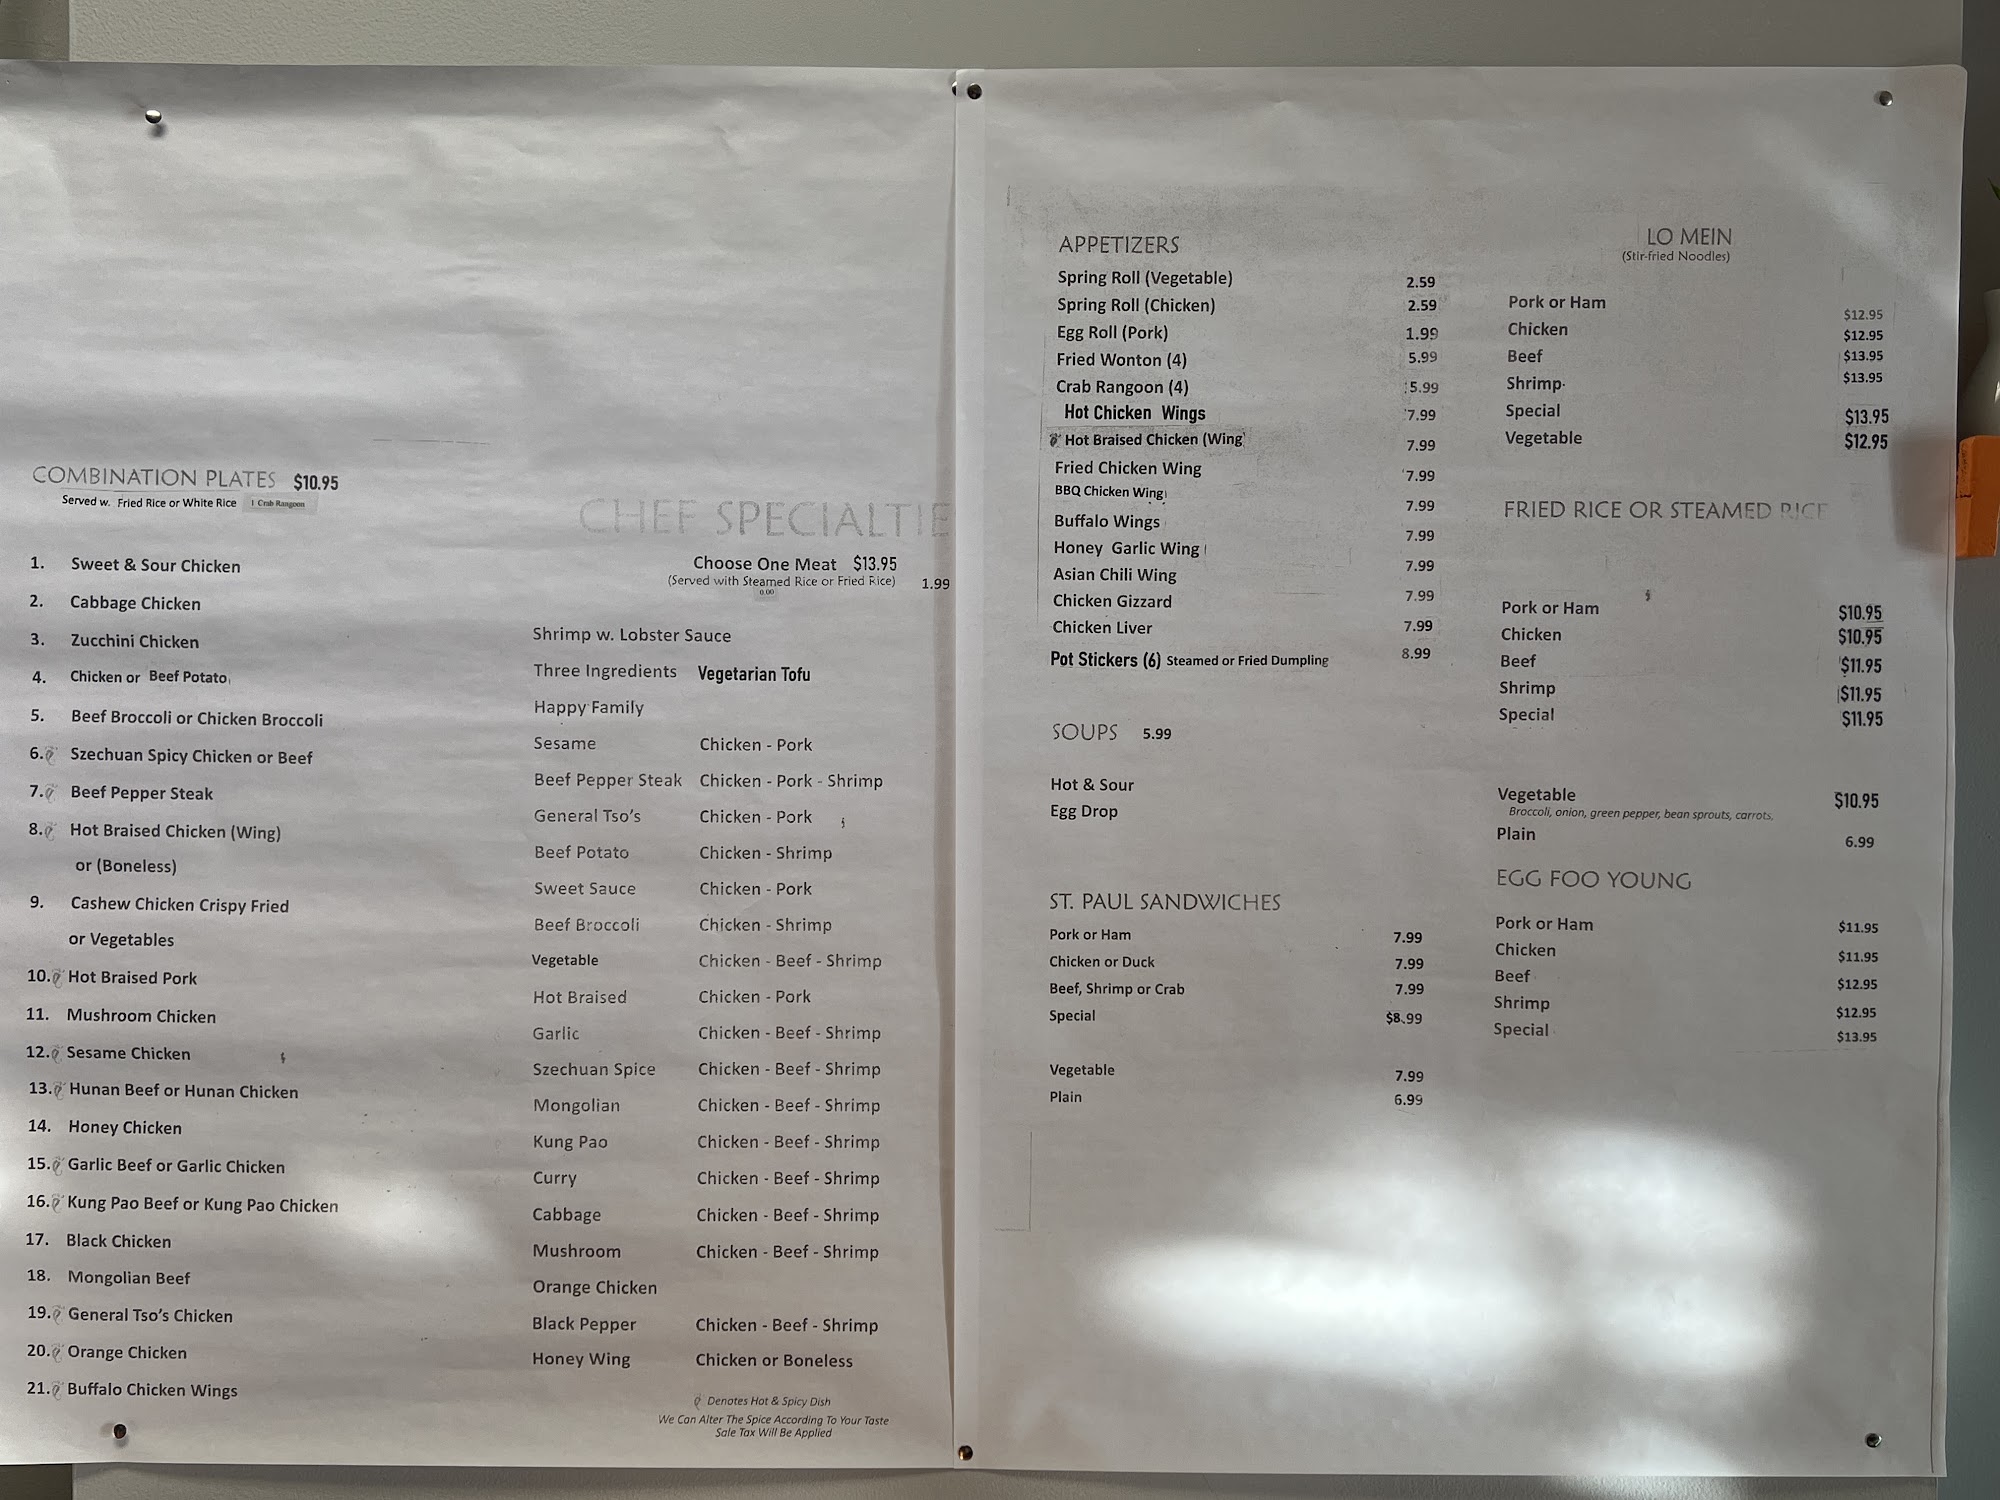 COMBINATION PLATES $10.95
Served w. Fried Rice or White Rice 1 Crab Rangoon
1. Sweet & Sour Chicken
2. Cabbage Chicken
3. Zucchini Chicken
4. Chicken or Beef Potato
5. Beef Broccoli or Chicken Broccoli
6. Szechuan Spicy Chicken or Beef
7. Beef Pepper Steak
8. Hot Braised Chicken (Wing)
or (Boneless)
9. Cashew Chicken Crispy Fried
or Vegetables
10. Hot Braised Pork
11. Mushroom Chicken
12. Sesame Chicken
13. Hunan Beef or Hunan Chicken
14. Honey Chicken
15. Garlic Beef or Garlic Chicken
16. Kung Pao Beef or Kung Pao Chicken
17. Black Chicken
18. Mongolian Beef
19. General Tso's Chicken
20. Orange Chicken
21. Buffalo Chicken Wings
CHEF SPECIALTIE
Choose One Meat $13.95
(Served with Steamed Rice or Fried Rice) 1.99
0.00
Shrimp w. Lobster Sauce
Three Ingredients Vegetarian Tofu
Happy Family
Sesame Chicken - Pork
Beef Pepper Steak Chicken - Pork - Shrimp
General Tso's Chicken - Pork
Beef Potato Chicken - Shrimp
Sweet Sauce Chicken - Pork
Beef Broccoli Chicken - Shrimp
Vegetable Chicken - Beef - Shrimp
Hot Braised Chicken - Pork
Garlic Chicken - Beef - Shrimp
Szechuan Spice Chicken - Beef - Shrimp
Mongolian Chicken - Beef - Shrimp
Kung Pao Chicken - Beef - Shrimp
Curry Chicken - Beef - Shrimp
Cabbage Chicken - Beef - Shrimp
Mushroom Chicken - Beef - Shrimp
Orange Chicken
Black Pepper Chicken - Beef - Shrimp
Honey Wing Chicken or Boneless
Denotes Hot & Spicy Dish
We Can Alter The Spice According To Your Taste
Sale Tax Will Be Applied
APPETIZERS
Spring Roll (Vegetable) 2.59
Spring Roll (Chicken) 2.59
Egg Roll (Pork) 1.99
Fried Wonton (4) 5.99
Crab Rangoon (4) 5.99
Hot Chicken Wings 7.99
Hot Braised Chicken (Wing) 7.99
Fried Chicken Wing 7.99
BBQ Chicken Wing 7.99
Buffalo Wings 7.99
Honey Garlic Wing 7.99
Asian Chili Wing 7.99
Chicken Gizzard 7.99
Chicken Liver 8.99
Pot Stickers (6) Steamed or Fried Dumpling
SOUPS 5.99
Hot & Sour
Egg Drop
ST. PAUL SANDWICHES
Pork or Ham 7.99
Chicken or Duck 7.99
Beef, Shrimp or Crab 7.99
Special $8.99
Vegetable 7.99
Plain 6.99
LO MEIN
(Stir-fried Noodles)
Pork or Ham $12.95
Chicken $12.95
Beef $13.95
Shrimp $13.95
Special $13.95
Vegetable $12.95
FRIED RICE OR STEAMED RICE
Pork or Ham $10.95
Chicken $10.95
Beef $11.95
Shrimp $11.95
Special $11.95
Vegetable $10.95
Broccoli, onion, green pepper, bean sprouts, carrots,
Plain 6.99
EGG FOO YOUNG
Pork or Ham $11.95
Chicken $11.95
Beef $12.95
Shrimp $12.95
Special $13.95